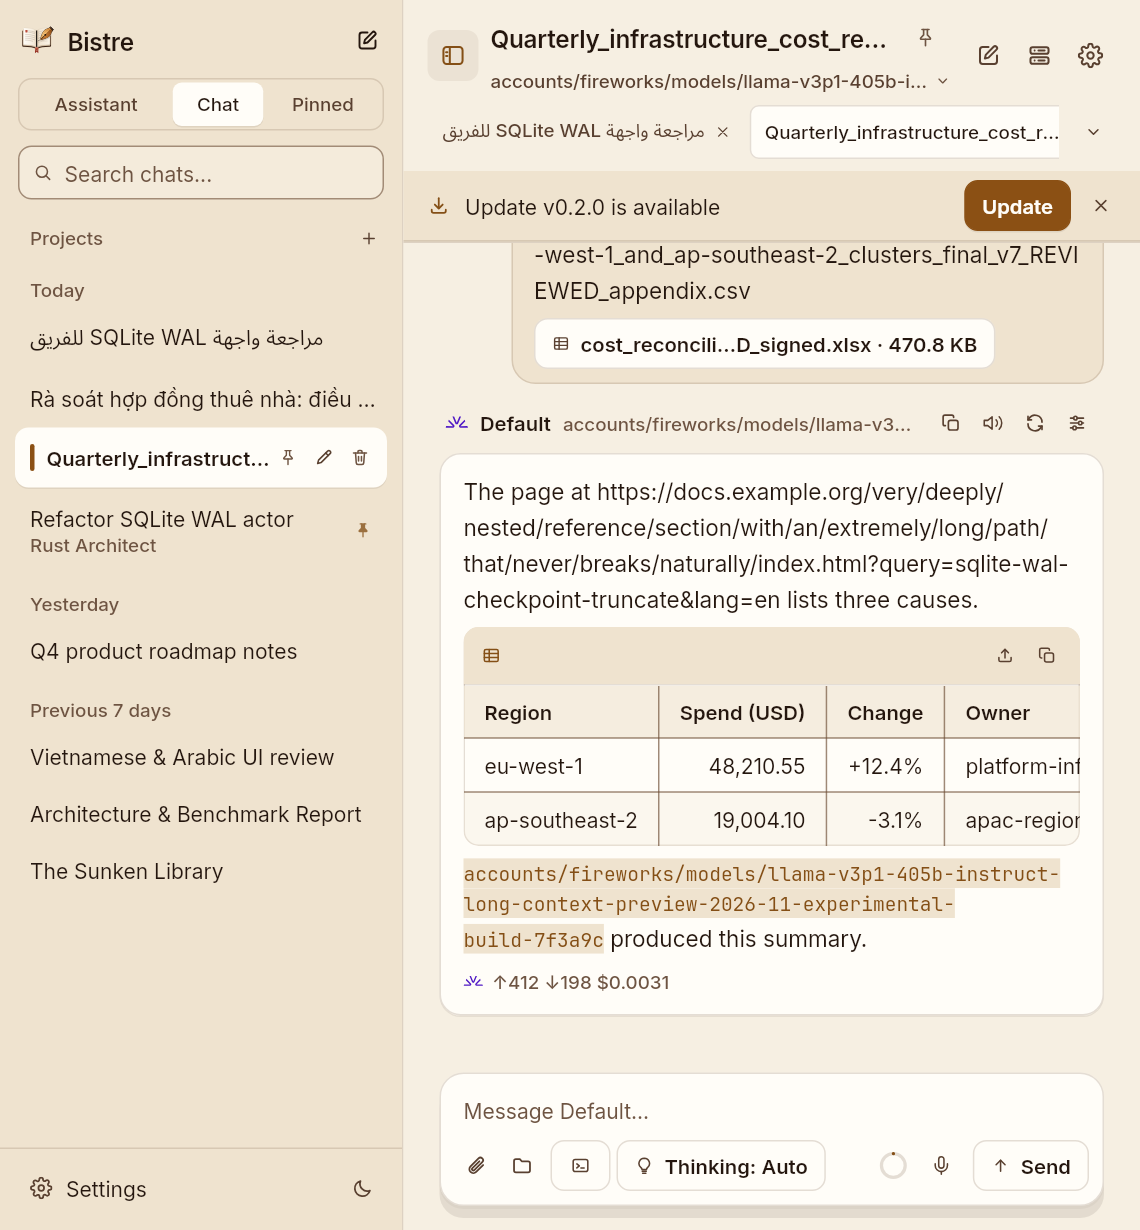 Bistre
Assistant
Chat
Pinned
Search chats...
Projects
Today
مراجعة واجهة SQLite WAL للفريق
Rà soát hợp đồng thuê nhà: điều ...
Quarterly_infrastruct...
Refactor SQLite WAL actor
Rust Architect
Yesterday
Q4 product roadmap notes
Previous 7 days
Vietnamese & Arabic UI review
Architecture & Benchmark Report
The Sunken Library
Settings
Quarterly_infrastructure_cost_re...
accounts/fireworks/models/llama-v3p1-405b-i...
مراجعة واجهة SQLite WAL للفريق
Quarterly_infrastructure_cost_r...
Update v0.2.0 is available
Update
-west-1_and_ap-southeast-2_clusters_final_v7_REVI
EWED_appendix.csv
cost_reconcili...D_signed.xlsx · 470.8 KB
Default accounts/fireworks/models/llama-v3...
The page at https://docs.example.org/very/deeply/
nested/reference/section/with/an/extremely/long/path/
that/never/breaks/naturally/index.html?query=sqlite-wal-
checkpoint-truncate&lang=en lists three causes.
Region Spend (USD) Change Owner
eu-west-1 48,210.55 +12.4% platform-inf
ap-southeast-2 19,004.10 -3.1% apac-region
accounts/fireworks/models/llama-v3p1-405b-instruct-
long-context-preview-2026-11-experimental-
build-7f3a9c produced this summary.
↑412 ↓198 $0.0031
Message Default...
Thinking: Auto
Send